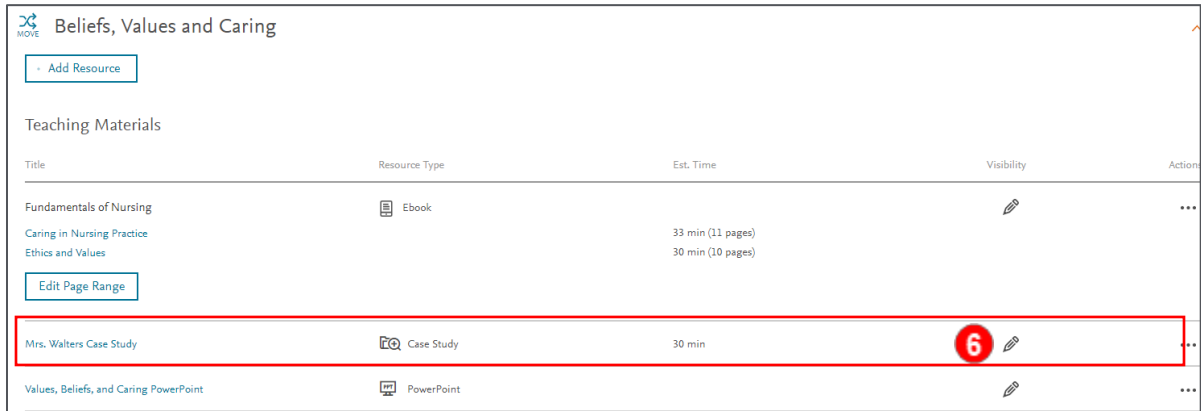 MOVE Beliefs, Values and Caring
+ Add Resource
Teaching Materials
Title Resource Type Est. Time Visibility Actions
Fundamentals of Nursing Ebook ...
Caring in Nursing Practice 33 min (11 pages)
Ethics and Values 30 min (10 pages)
Edit Page Range
Mrs. Walters Case Study Case Study 30 min 6 ...
Values, Beliefs, and Caring PowerPoint PPT PowerPoint ...